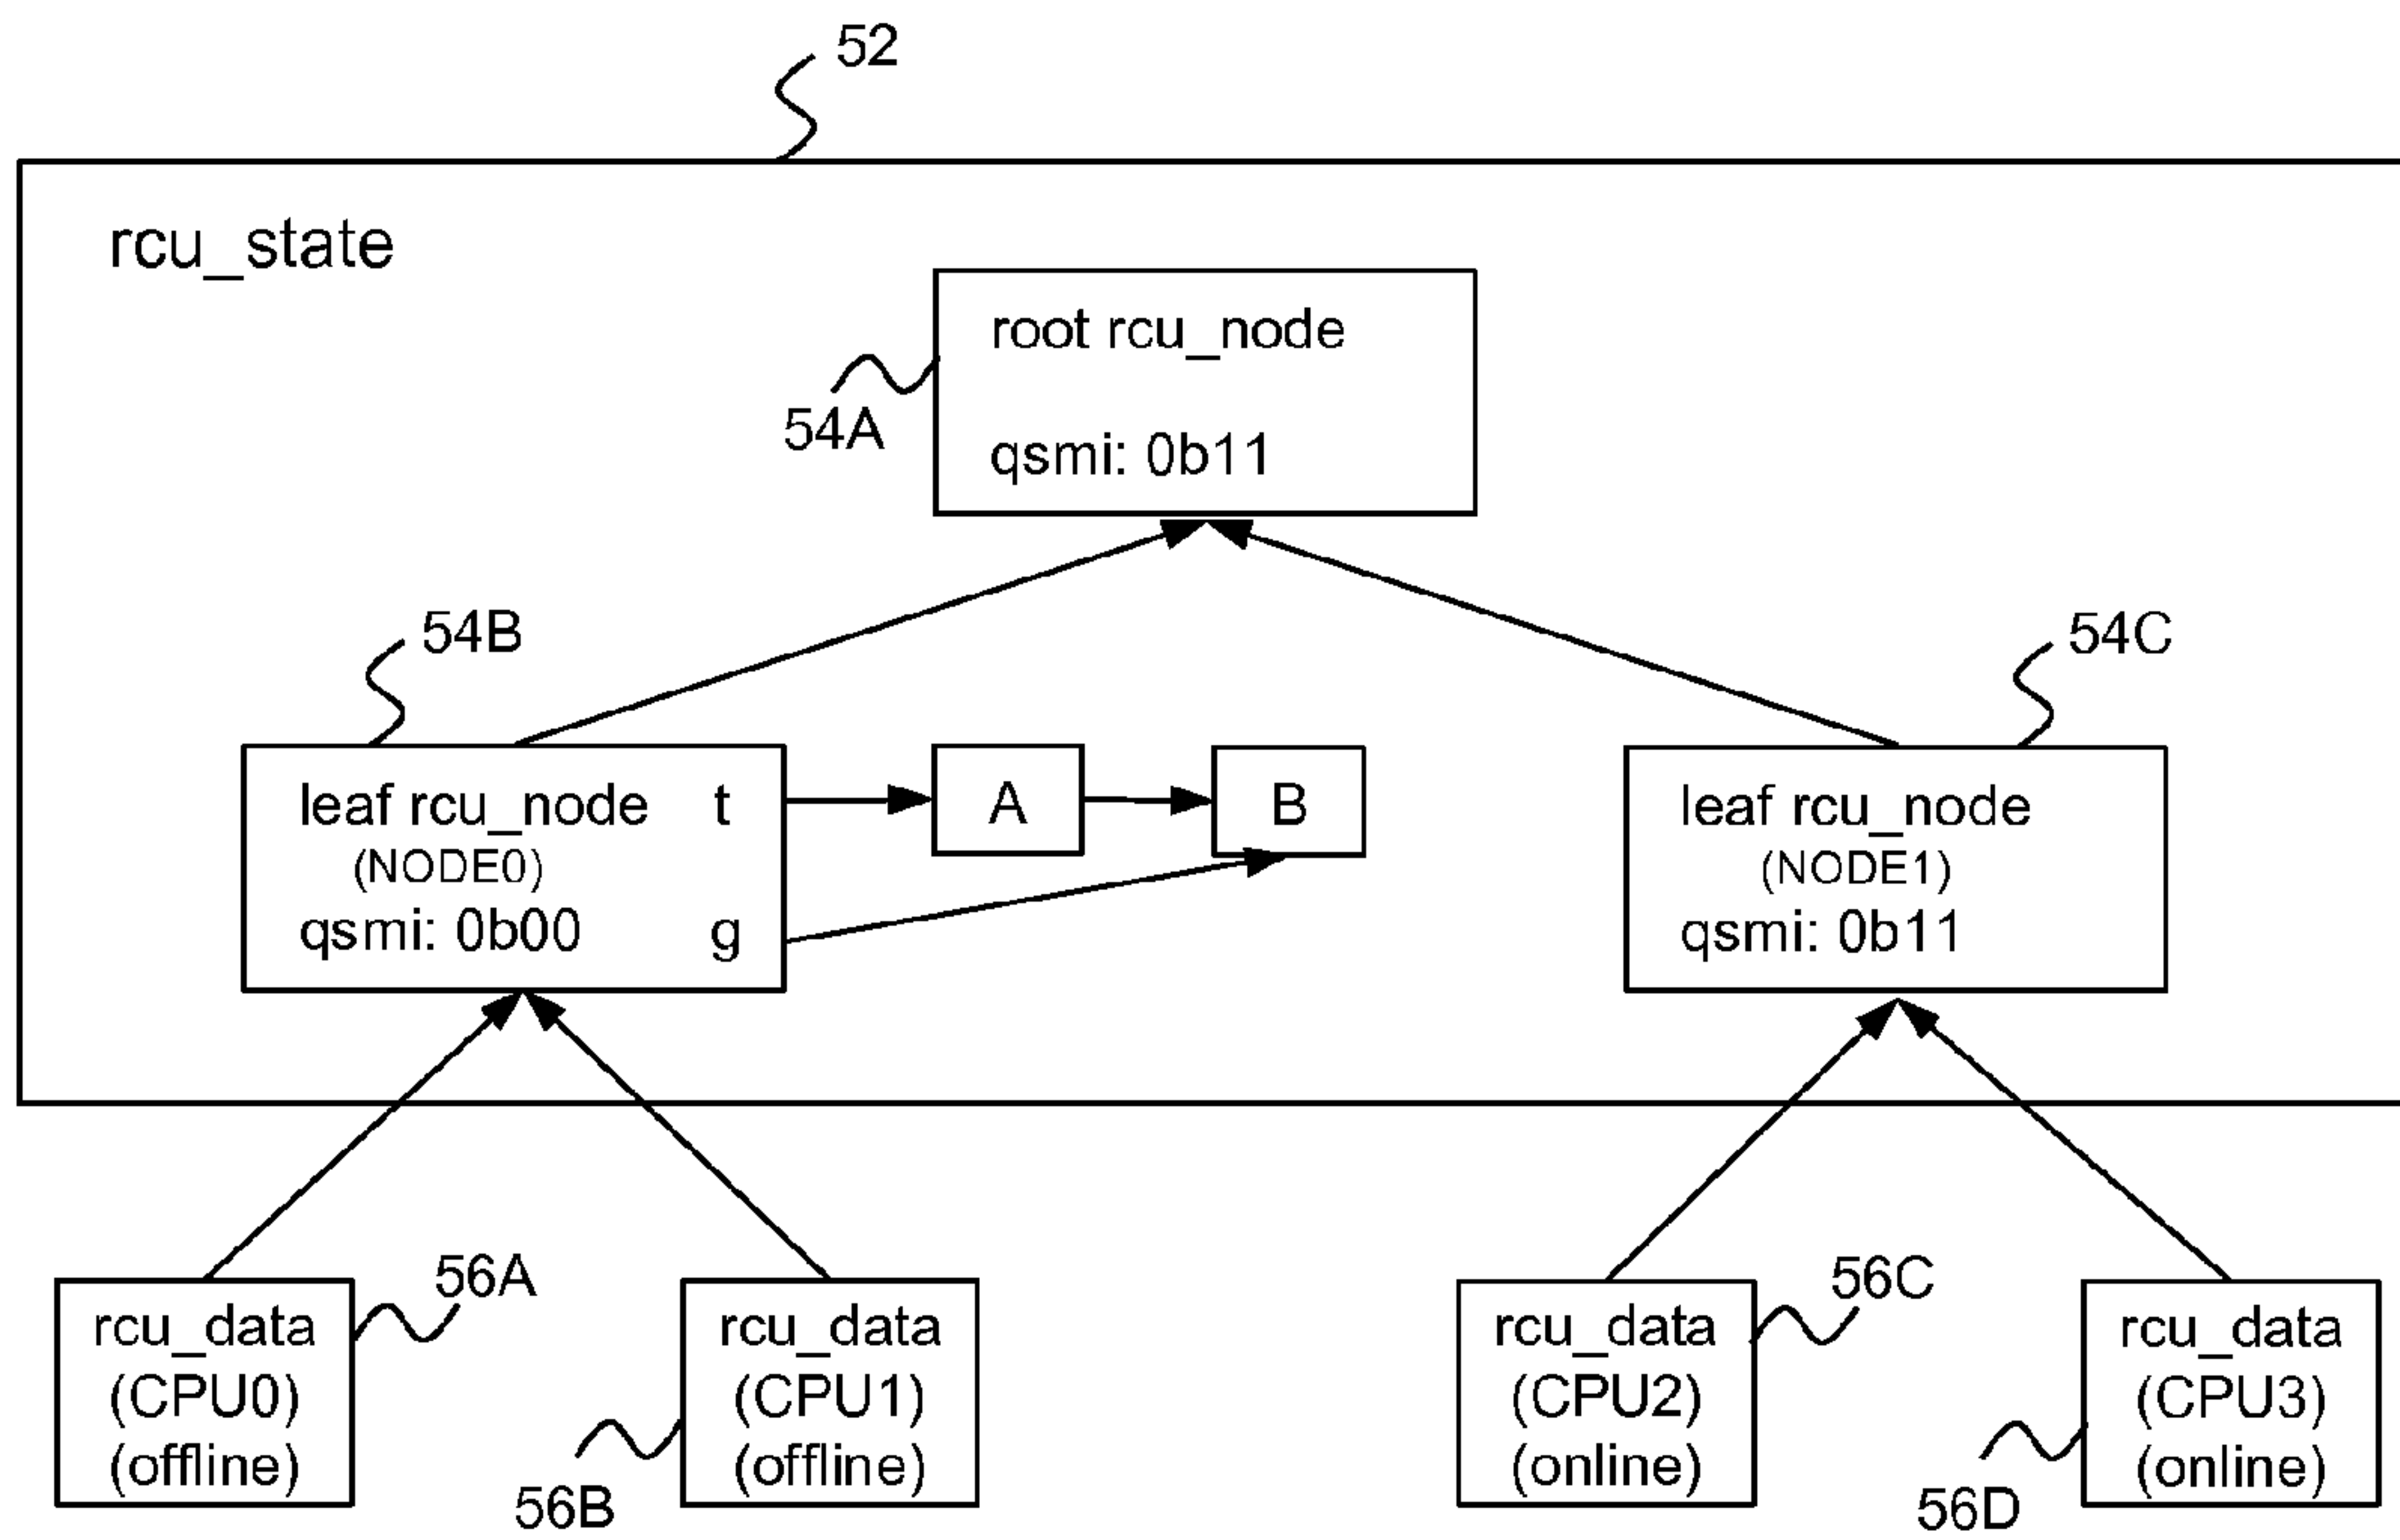 52
rcu_state
root rcu_node
54A
qsmi: 0b11
54B
54C
leaf rcu_node t
(NODE0)
qsmi: 0b00 g
A
B
leaf rcu_node
(NODE1)
qsmi: 0b11
56A
rcu_data
(CPU0)
(offline)
rcu_data
(CPU1)
(offline)
56B
56C
rcu_data
(CPU2)
(online)
rcu_data
(CPU3)
(online)
56D